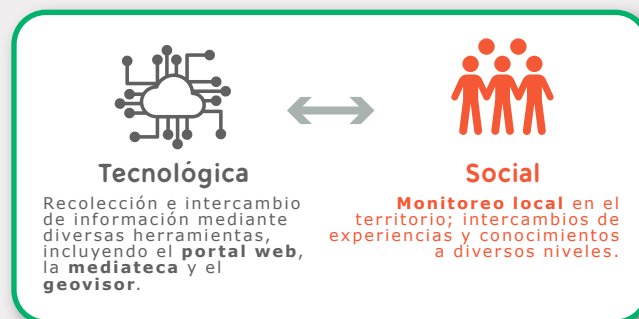 Tecnológica
Recolección e intercambio
de información mediante
diversas herramientas,
incluyendo el portal web,
la mediateca y el
geovisor.
Social
Monitoreo local en el
territorio; intercambios de
experiencias y conocimientos
a diversos niveles.